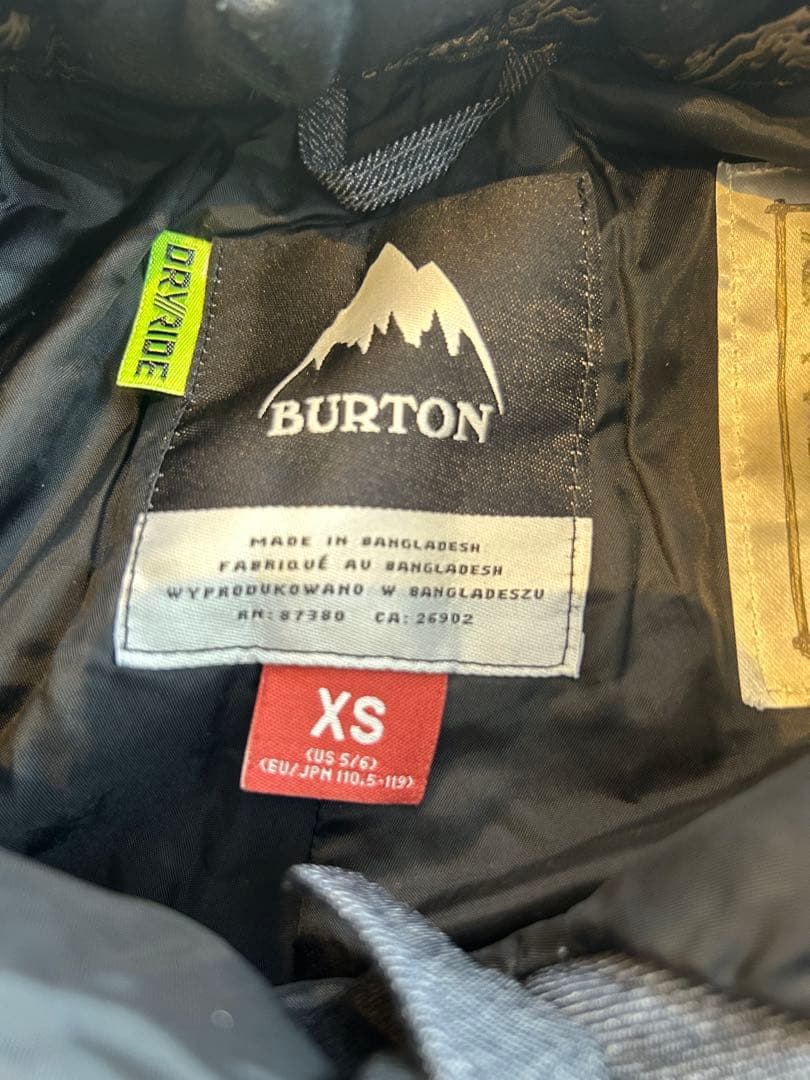 DRYRIDE
BURTON
MADE IN BANGLADESH
FABRIQUÉ AU BANGLADESH
WYPRODUKOWANO W BANGLADESZU
RN: 87380 CA: 26902
XS
(US 5/6)
(EU/JPN 110.5-119)